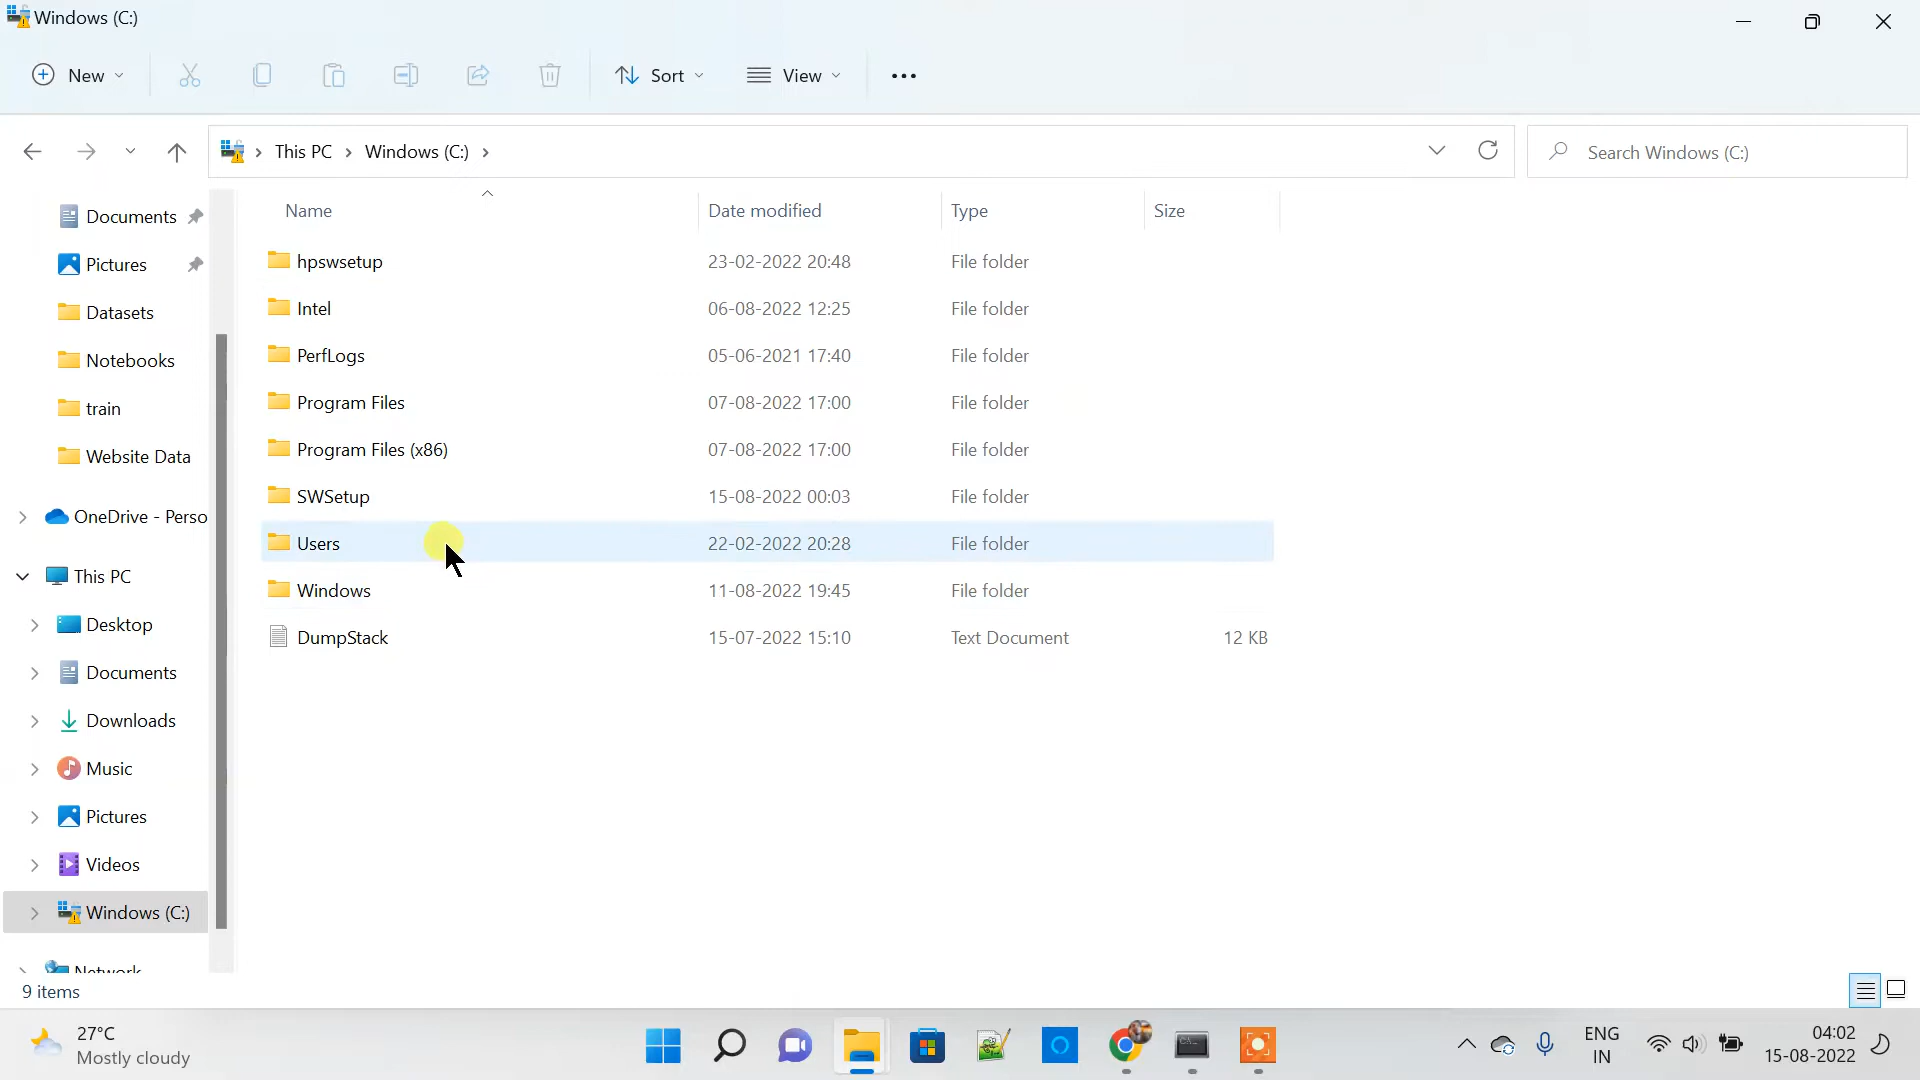 Windows (C:)
New
Sort
View
This PC
Windows (C:)
Search Windows (C:)
Name
Date modified
Type
Size
Documents
Pictures
Datasets
Notebooks
train
Website Data
OneDrive - Perso
This PC
Desktop
Documents
Downloads
Music
Pictures
Videos
Windows (C:)
Network
hpswsetup 23-02-2022 20:48 File folder
Intel 06-08-2022 12:25 File folder
PerfLogs 05-06-2021 17:40 File folder
Program Files 07-08-2022 17:00 File folder
Program Files (x86) 07-08-2022 17:00 File folder
SWSetup 15-08-2022 00:03 File folder
Users 22-02-2022 20:28 File folder
Windows 11-08-2022 19:45 File folder
DumpStack 15-07-2022 15:10 Text Document 12 KB
9 items
27°C
Mostly cloudy
ENG
IN
04:02
15-08-2022